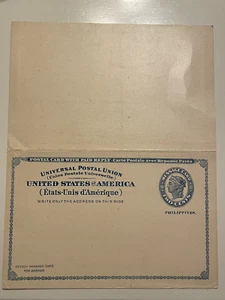 POSTAL CARD WITH PAID REPLY. Carte Postale avec Réponse Payée
UNIVERSAL POSTAL UNION
(Union Postale Universelle)
UNITED STATES OF AMERICA
(États-Unis d'Amérique)
WRITE ONLY THE ADDRESS ON THIS SIDE
PHILIPPINES.